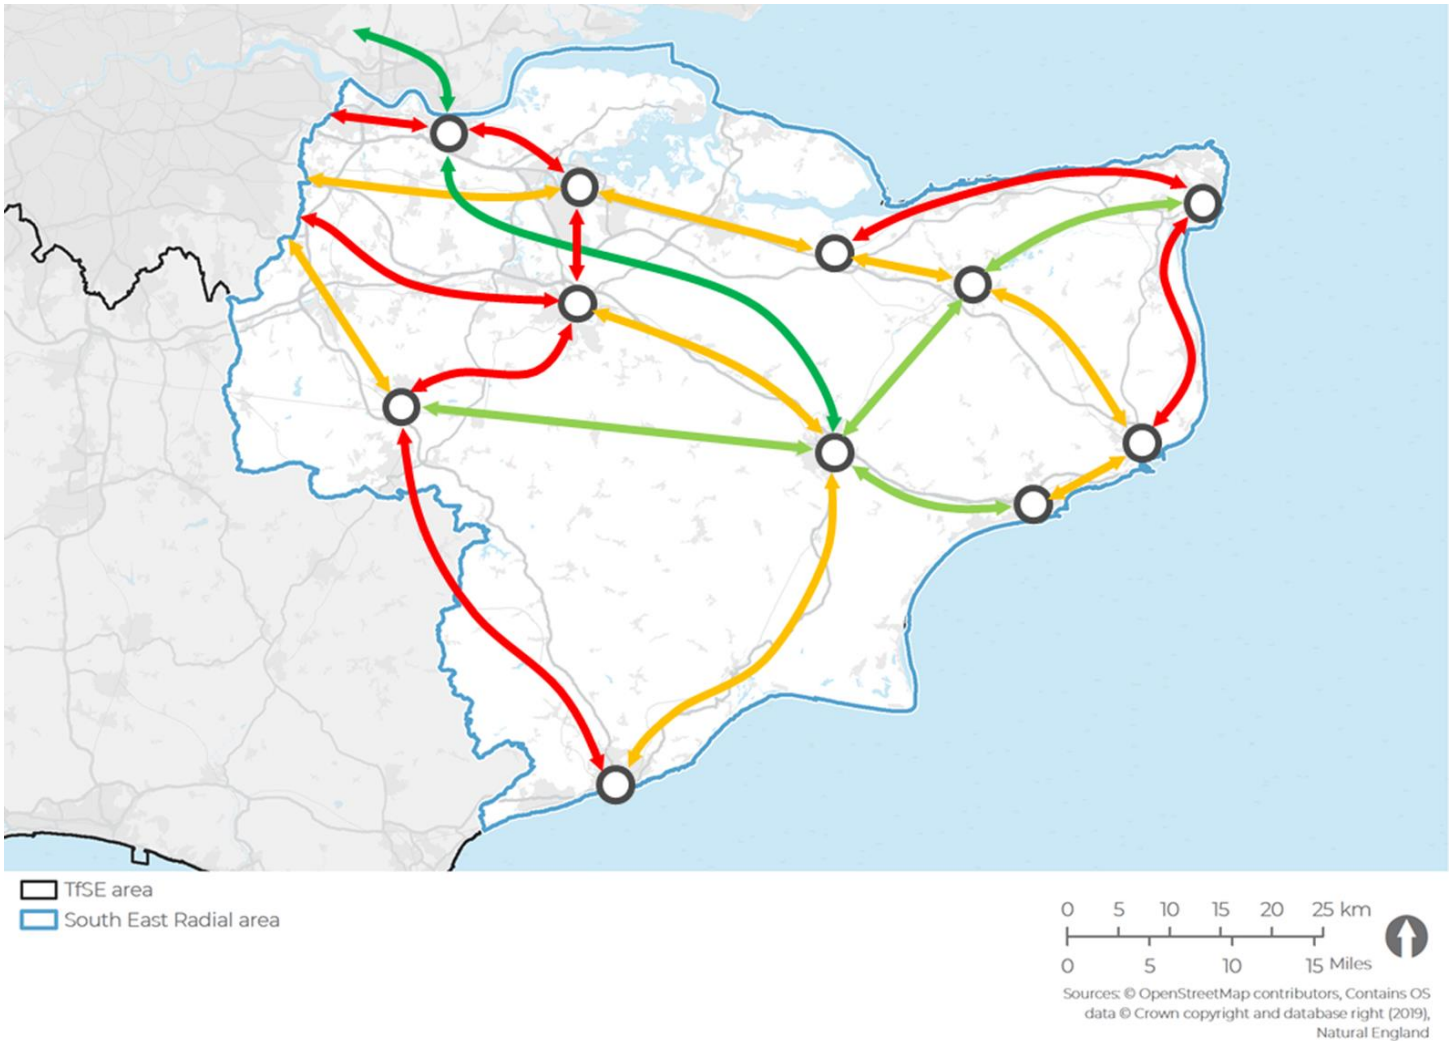 TfSE area
South East Radial area
0 5 10 15 20 25 km
0 5 10 15 Miles
Sources: © OpenStreetMap contributors, Contains OS
data © Crown copyright and database right (2019),
Natural England